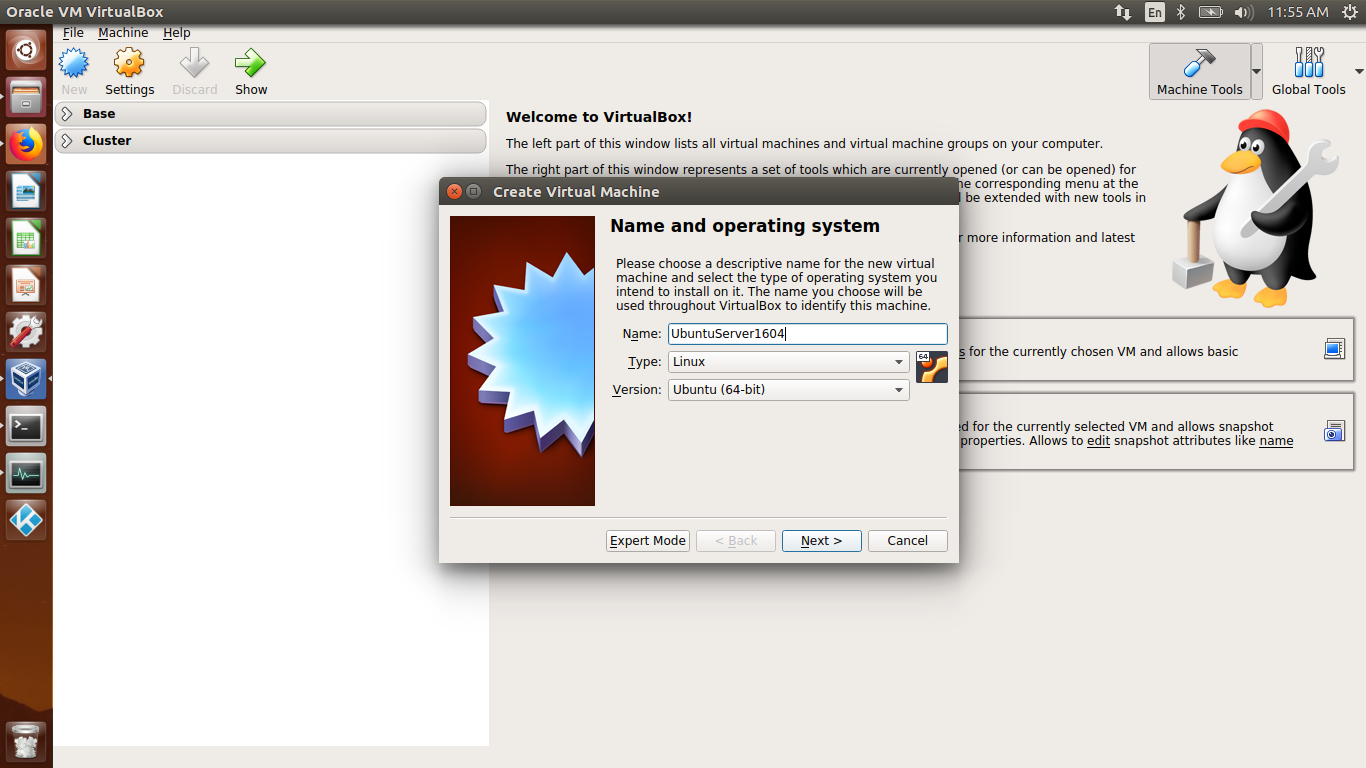 Oracle VM VirtualBox
En
11:55 AM
File Machine Help
New Settings Discard Show
Machine Tools Global Tools
Base
Cluster
Welcome to VirtualBox!
The left part of this window lists all virtual machines and virtual machine groups on your computer.
The right part of this window represents a set of tools which are currently opened (or can be opened) for
corresponding menu at the
be extended with new tools in
more information and latest
for the currently chosen VM and allows basic
for the currently selected VM and allows snapshot
properties. Allows to edit snapshot attributes like name
Create Virtual Machine
Name and operating system
Please choose a descriptive name for the new virtual
machine and select the type of operating system you
intend to install on it. The name you choose will be
used throughout VirtualBox to identify this machine.
Name: UbuntuServer1604
Type: Linux
64
Version: Ubuntu (64-bit)
Expert Mode < Back Next > Cancel